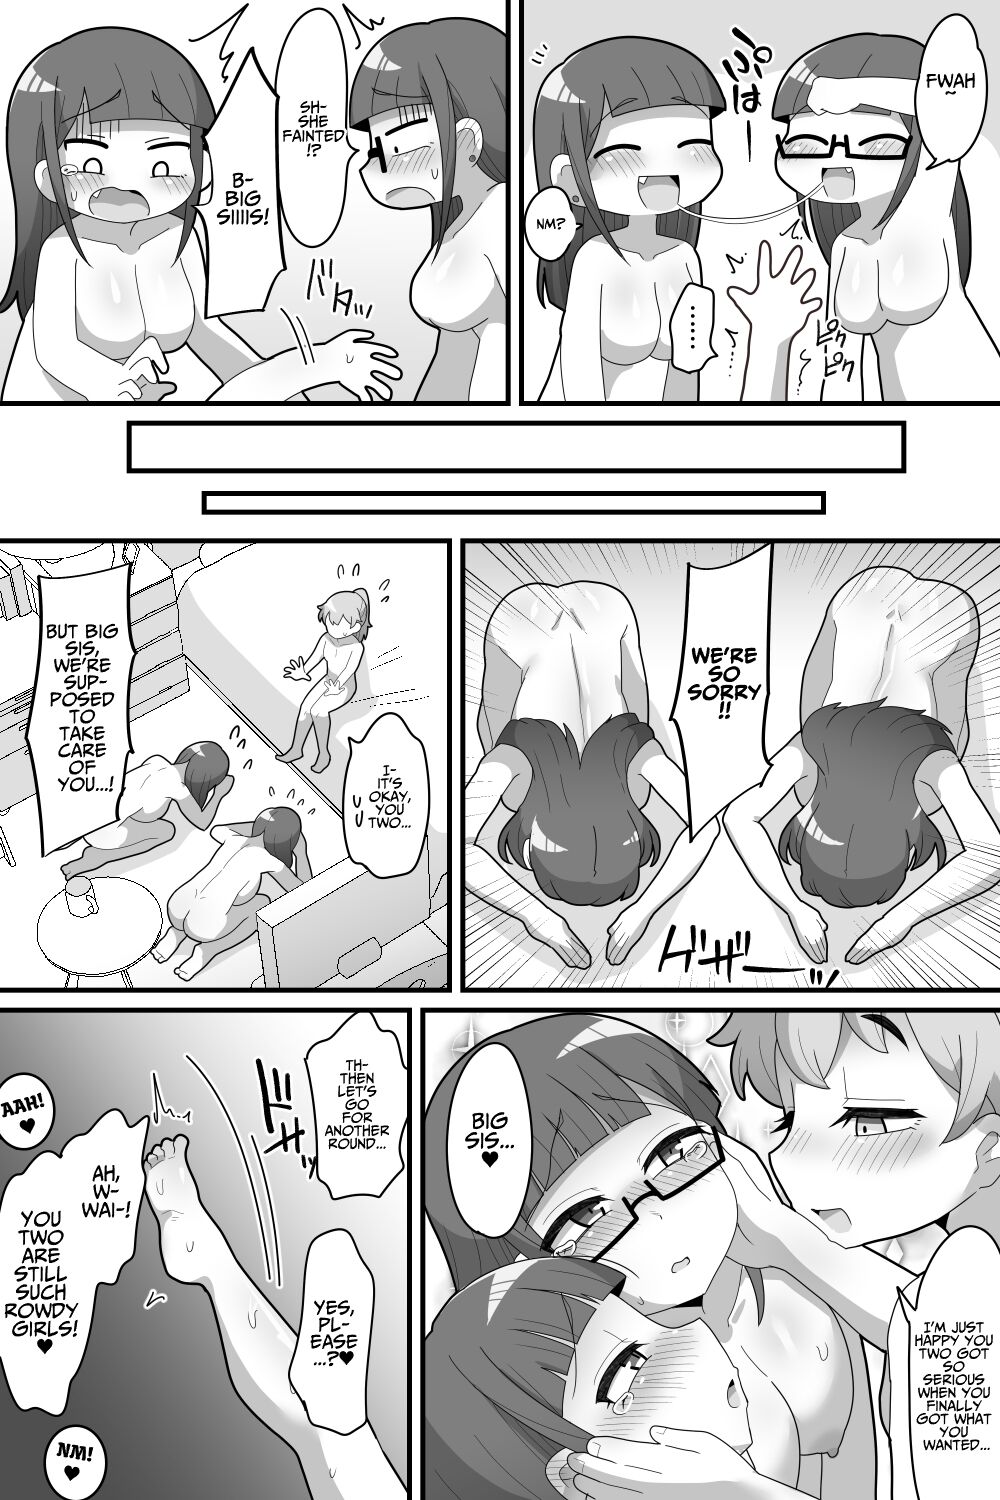 FWAH
~
ぷはー
NM?
.......
ピクピク
SH-
SHE
FAINTED
!?
B-
BIG
SIIIIS!
バタッ
WE'RE
SO
SORRY
!!
ゲザーッ
BUT BIG
SIS,
WE'RE
SUP-
POSED
TO
TAKE
CARE
OF
YOU...!
I-
IT'S
OKAY,
YOU
TWO...
I'M JUST
HAPPY YOU
TWO GOT
SO
SERIOUS
WHEN YOU
FINALLY
GOT WHAT
YOU
WANTED...
BIG
SIS...
♥
TH-
THEN
LET'S
GO
FOR
ANOTHER
ROUND...
YES,
PL-
EASE
...?♥
AAH!
♥
AH,
W-
WAI-!
YOU
TWO ARE
STILL
SUCH
ROWDY
GIRLS!
♥
NM!
♥